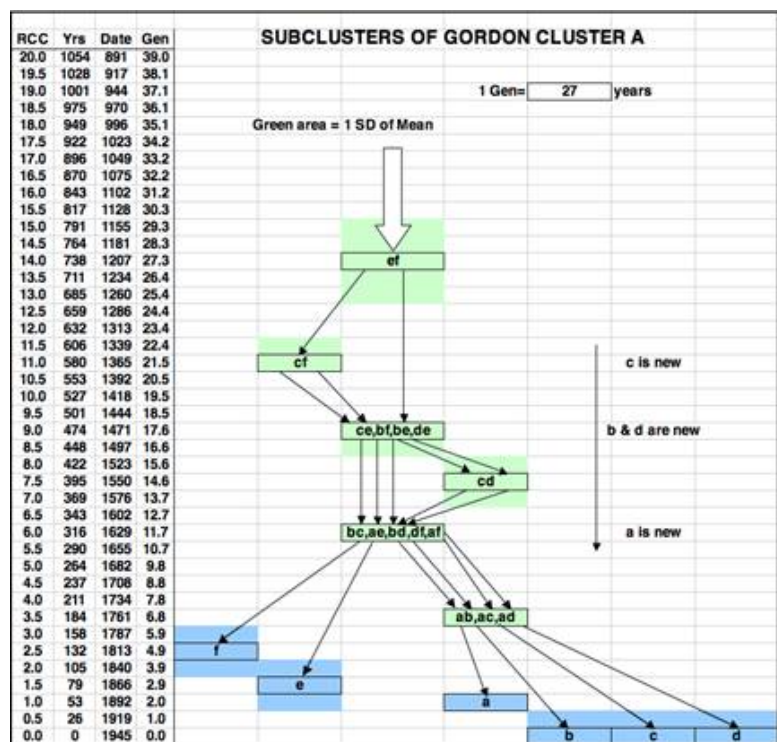 SUBCLUSTERS OF GORDON CLUSTER A
RCC Yrs Date Gen
20.0 1054 891 39.0
19.5 1028 917 38.1
19.0 1001 944 37.1 1 Gen= 27 years
18.5 975 970 36.1
18.0 949 996 35.1 Green area = 1 SD of Mean
17.5 922 1023 34.2
17.0 896 1049 33.2
16.5 870 1075 32.2
16.0 843 1102 31.2
15.5 817 1128 30.3
15.0 791 1155 29.3
14.5 764 1181 28.3
14.0 738 1207 27.3 ef
13.5 711 1234 26.4
13.0 685 1260 25.4
12.5 659 1286 24.4
12.0 632 1313 23.4
11.5 606 1339 22.4
11.0 580 1365 21.5 cf c is new
10.5 553 1392 20.5
10.0 527 1418 19.5
9.5 501 1444 18.5
9.0 474 1471 17.6 ce,bf,be,de b & d are new
8.5 448 1497 16.6
8.0 422 1523 15.6
7.5 395 1550 14.6 cd
7.0 369 1576 13.7
6.5 343 1602 12.7
6.0 316 1629 11.7 bc,ae,bd,df,af a is new
5.5 290 1655 10.7
5.0 264 1682 9.8
4.5 237 1708 8.8
4.0 211 1734 7.8
3.5 184 1761 6.8 ab,ac,ad
3.0 158 1787 5.9
2.5 132 1813 4.9 f
2.0 105 1840 3.9
1.5 79 1866 2.9 e
1.0 53 1892 2.0 a
0.5 26 1919 1.0
0.0 0 1945 0.0 b c d